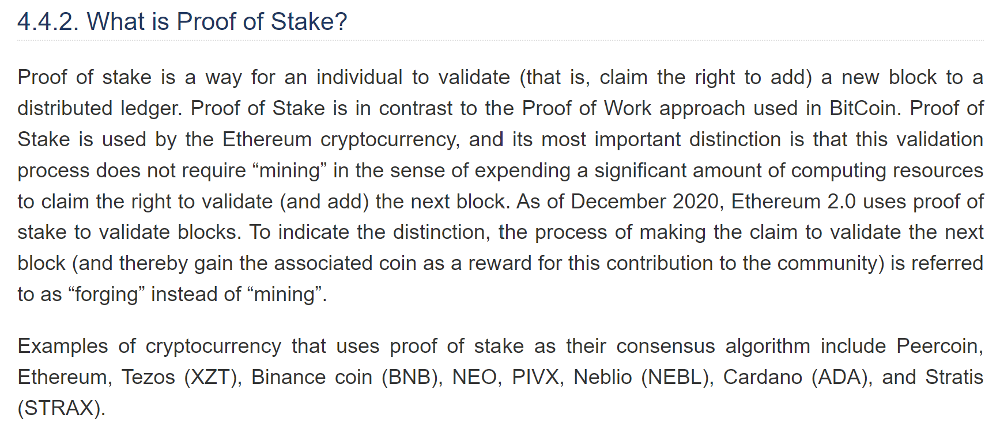 4.4.2. What is Proof of Stake?
Proof of stake is a way for an individual to validate (that is, claim the right to add) a new block to a
distributed ledger. Proof of Stake is in contrast to the Proof of Work approach used in BitCoin. Proof of
Stake is used by the Ethereum cryptocurrency, and its most important distinction is that this validation
process does not require “mining” in the sense of expending a significant amount of computing resources
to claim the right to validate (and add) the next block. As of December 2020, Ethereum 2.0 uses proof of
stake to validate blocks. To indicate the distinction, the process of making the claim to validate the next
block (and thereby gain the associated coin as a reward for this contribution to the community) is referred
to as “forging” instead of “mining”.
Examples of cryptocurrency that uses proof of stake as their consensus algorithm include Peercoin,
Ethereum, Tezos (XZT), Binance coin (BNB), NEO, PIVX, Neblio (NEBL), Cardano (ADA), and Stratis
(STRAX).